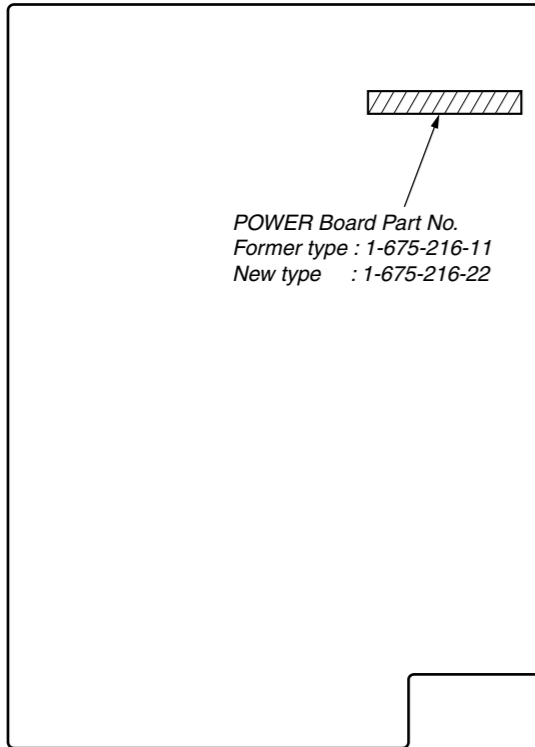 POWER Board Part No.
Former type : 1-675-216-11
New type : 1-675-216-22